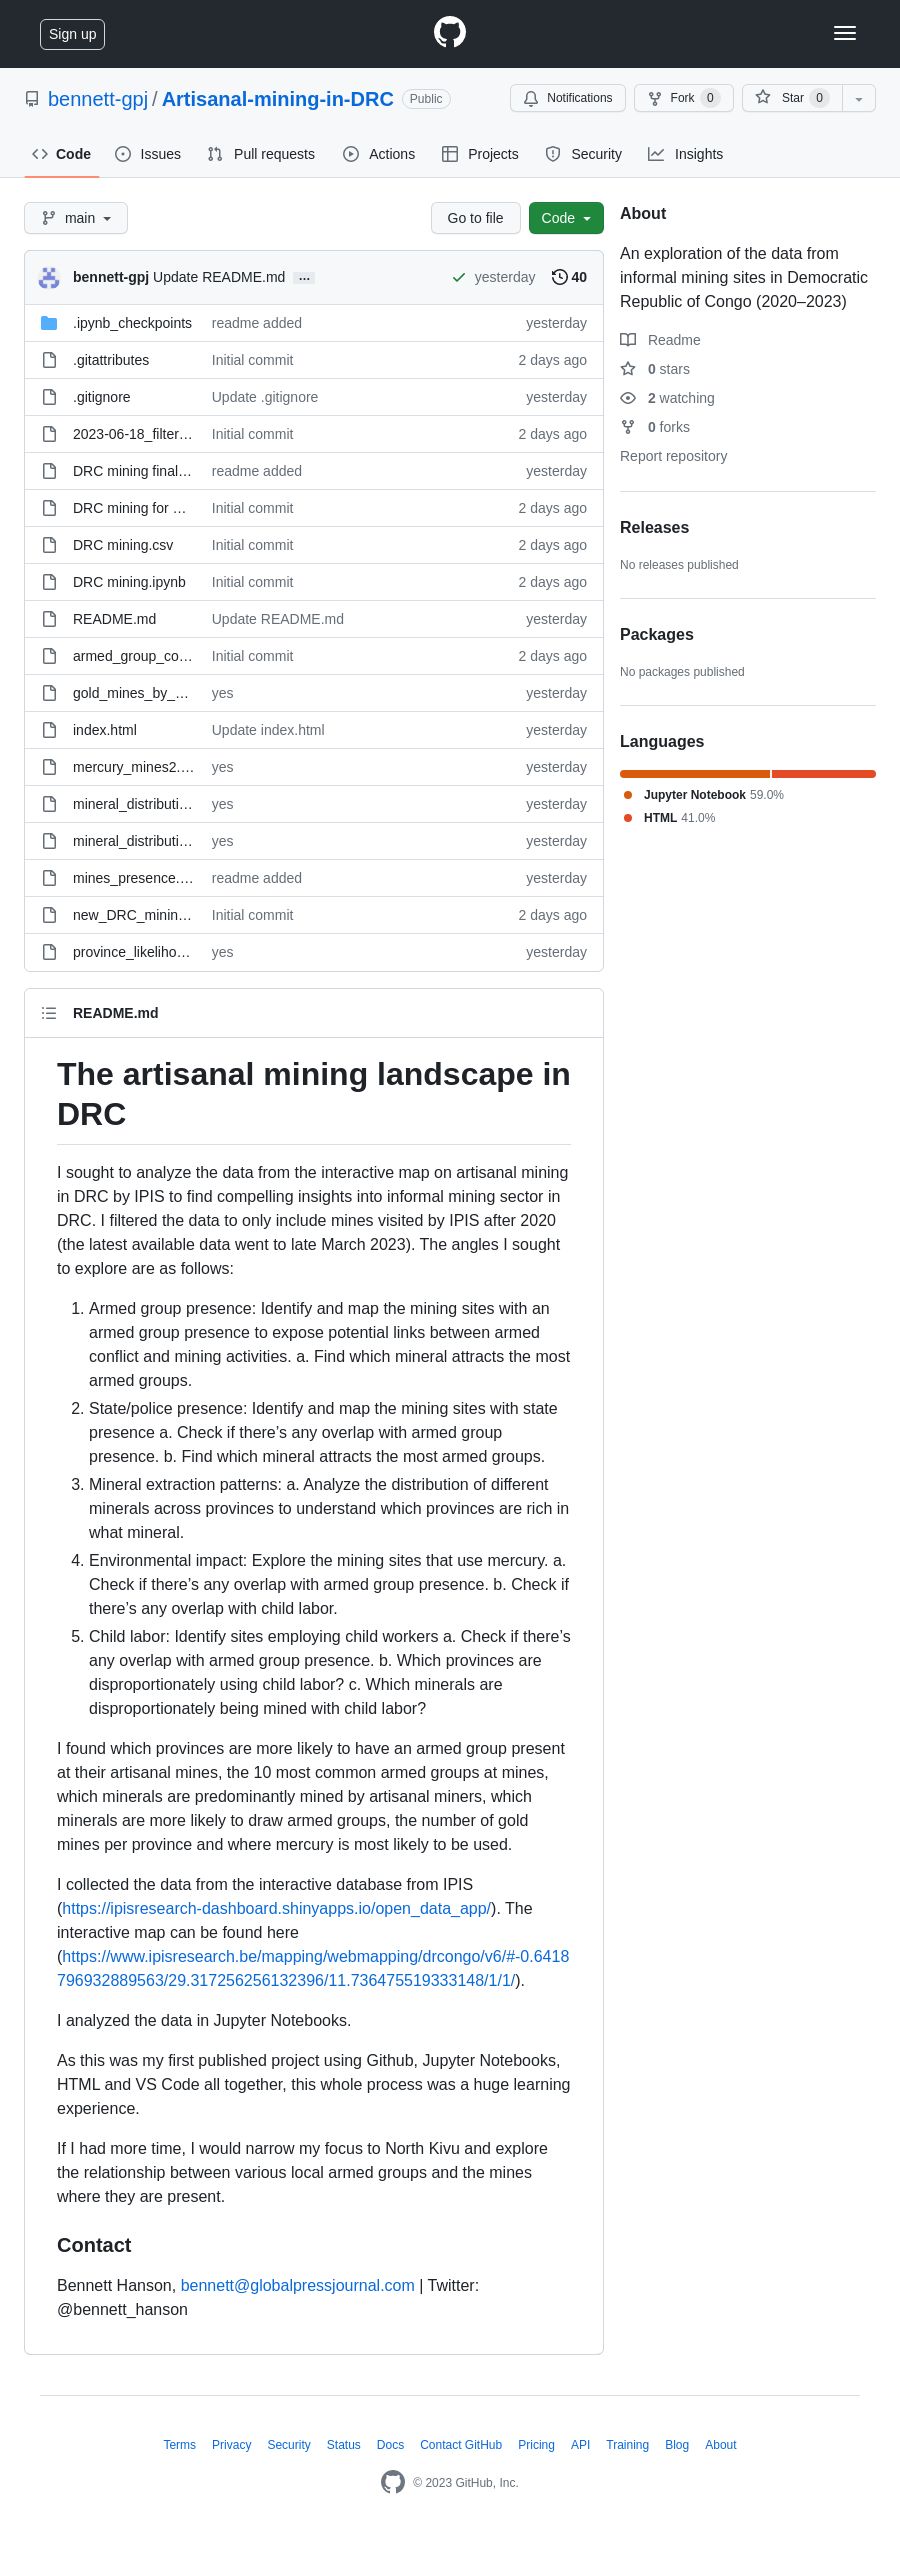 Sign up
bennett-gpj / Artisanal-mining-in-DRC Public
Notifications Fork 0 Star 0
Code Issues Pull requests Actions Projects Security Insights
main Go to file Code
bennett-gpj Update README.md ... yesterday 40
.ipynb_checkpoints readme added yesterday
.gitattributes Initial commit 2 days ago
.gitignore Update .gitignore yesterday
2023-06-18_filter… Initial commit 2 days ago
DRC mining final… readme added yesterday
DRC mining for … Initial commit 2 days ago
DRC mining.csv Initial commit 2 days ago
DRC mining.ipynb Initial commit 2 days ago
README.md Update README.md yesterday
armed_group_co… Initial commit 2 days ago
gold_mines_by_… yes yesterday
index.html Update index.html yesterday
mercury_mines2.… yes yesterday
mineral_distributi… yes yesterday
mineral_distributi… yes yesterday
mines_presence.… readme added yesterday
new_DRC_minin… Initial commit 2 days ago
province_likeliho… yes yesterday
About
An exploration of the data from
informal mining sites in Democratic
Republic of Congo (2020–2023)
Readme
0 stars
2 watching
0 forks
Report repository
Releases
No releases published
Packages
No packages published
Languages
Jupyter Notebook 59.0%
HTML 41.0%
README.md
The artisanal mining landscape in
DRC
I sought to analyze the data from the interactive map on artisanal mining
in DRC by IPIS to find compelling insights into informal mining sector in
DRC. I filtered the data to only include mines visited by IPIS after 2020
(the latest available data went to late March 2023). The angles I sought
to explore are as follows:
1. Armed group presence: Identify and map the mining sites with an
armed group presence to expose potential links between armed
conflict and mining activities. a. Find which mineral attracts the most
armed groups.
2. State/police presence: Identify and map the mining sites with state
presence a. Check if there’s any overlap with armed group
presence. b. Find which mineral attracts the most armed groups.
3. Mineral extraction patterns: a. Analyze the distribution of different
minerals across provinces to understand which provinces are rich in
what mineral.
4. Environmental impact: Explore the mining sites that use mercury. a.
Check if there’s any overlap with armed group presence. b. Check if
there’s any overlap with child labor.
5. Child labor: Identify sites employing child workers a. Check if there’s
any overlap with armed group presence. b. Which provinces are
disproportionately using child labor? c. Which minerals are
disproportionately being mined with child labor?
I found which provinces are more likely to have an armed group present
at their artisanal mines, the 10 most common armed groups at mines,
which minerals are predominantly mined by artisanal miners, which
minerals are more likely to draw armed groups, the number of gold
mines per province and where mercury is most likely to be used.
I collected the data from the interactive database from IPIS
(https://ipisresearch-dashboard.shinyapps.io/open_data_app/). The
interactive map can be found here
(https://www.ipisresearch.be/mapping/webmapping/drcongo/v6/#-0.6418
796932889563/29.317256256132396/11.736475519333148/1/1/).
I analyzed the data in Jupyter Notebooks.
As this was my first published project using Github, Jupyter Notebooks,
HTML and VS Code all together, this whole process was a huge learning
experience.
If I had more time, I would narrow my focus to North Kivu and explore
the relationship between various local armed groups and the mines
where they are present.
Contact
Bennett Hanson, bennett@globalpressjournal.com | Twitter:
@bennett_hanson
Terms Privacy Security Status Docs Contact GitHub Pricing API Training Blog About
© 2023 GitHub, Inc.